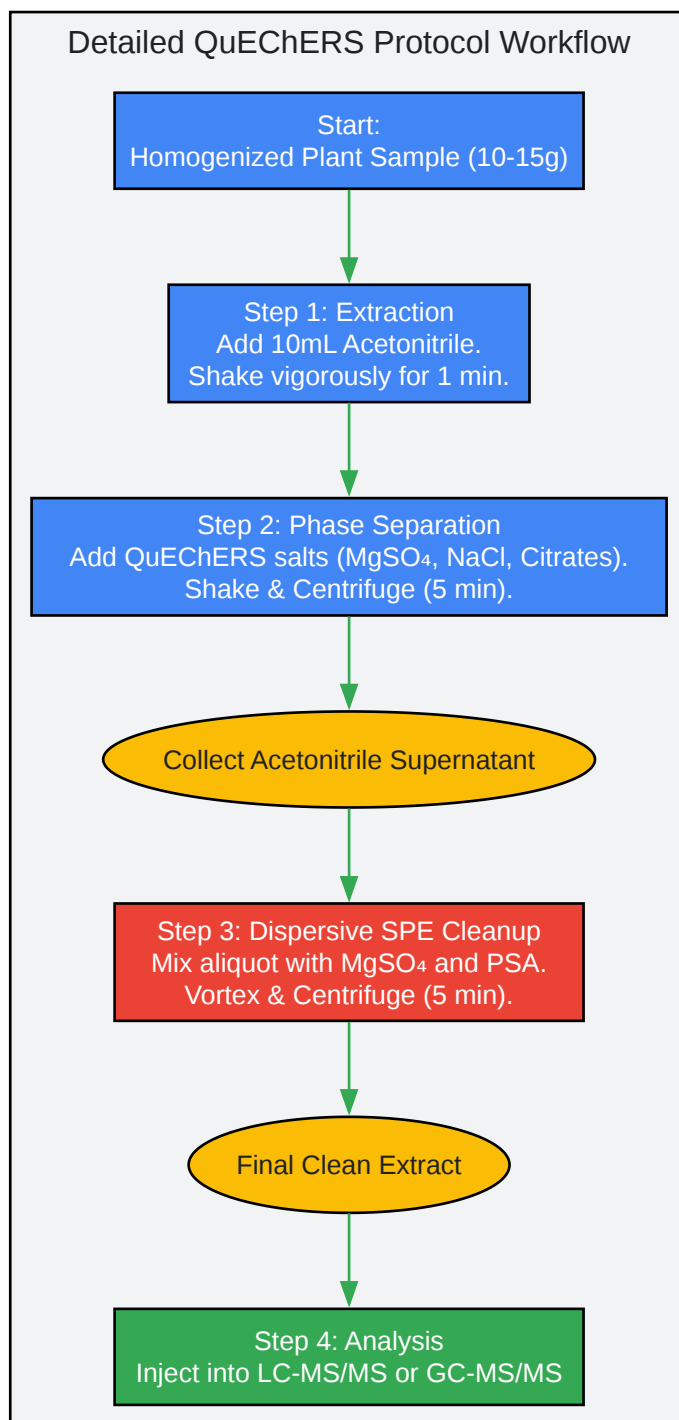 Detailed QuEChERS Protocol Workflow
Start:
Homogenized Plant Sample (10-15g)
Step 1: Extraction
Add 10mL Acetonitrile.
Shake vigorously for 1 min.
Step 2: Phase Separation
Add QuEChERS salts (MgSO₄, NaCl, Citrates).
Shake & Centrifuge (5 min).
Collect Acetonitrile Supernatant
Step 3: Dispersive SPE Cleanup
Mix aliquot with MgSO₄ and PSA.
Vortex & Centrifuge (5 min).
Final Clean Extract
Step 4: Analysis
Inject into LC-MS/MS or GC-MS/MS